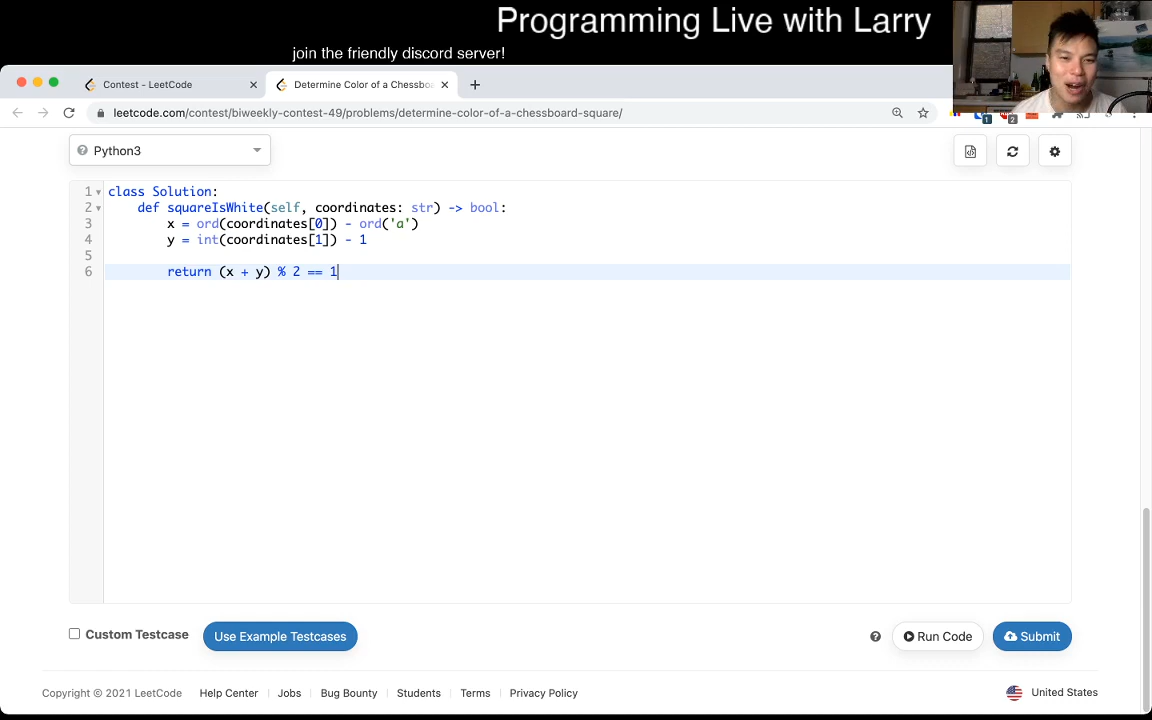 Programming Live with Larry
join the friendly discord server!
Contest - LeetCode
Determine Color of a Chessboa
leetcode.com/contest/biweekly-contest-49/problems/determine-color-of-a-chessboard-square/
1
2
Python3
1 class Solution:
2     def squareIsWhite(self, coordinates: str) -> bool:
3         x = ord(coordinates[0]) - ord('a')
4         y = int(coordinates[1]) - 1
5
6         return (x + y) % 2 == 1
Custom Testcase
Use Example Testcases
Run Code
Submit
Copyright © 2021 LeetCode
Help Center
Jobs
Bug Bounty
Students
Terms
Privacy Policy
United States